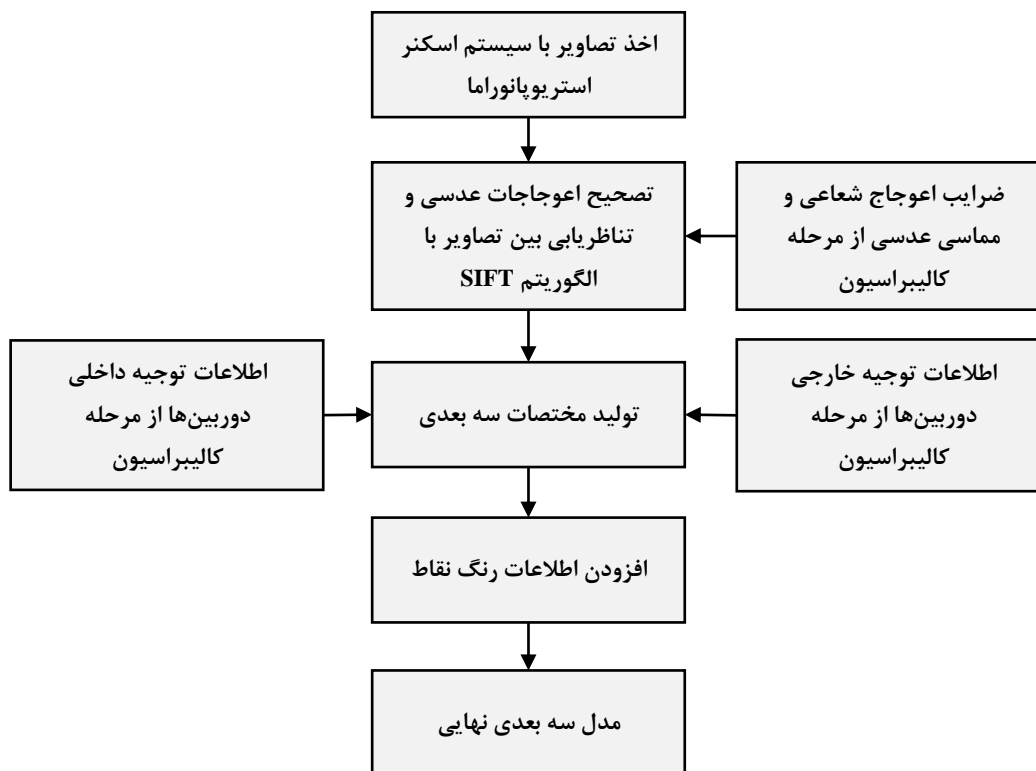 اخذ تصاویر با سیستم اسکنر
استریوپانوراما
تصحیح اعوجاجات عدسی و
تناظریابی بین تصاویر با
الگوریتم SIFT
ضرایب اعوجاج شعاعی و
مماسی عدسی از مرحله
کالیبراسیون
اطلاعات توجیه خارجی
دوربین‌ها از مرحله
کالیبراسیون
تولید مختصات سه بعدی
اطلاعات توجیه داخلی
دوربین‌ها از مرحله
کالیبراسیون
افزودن اطلاعات رنگ نقاط
مدل سه بعدی نهایی